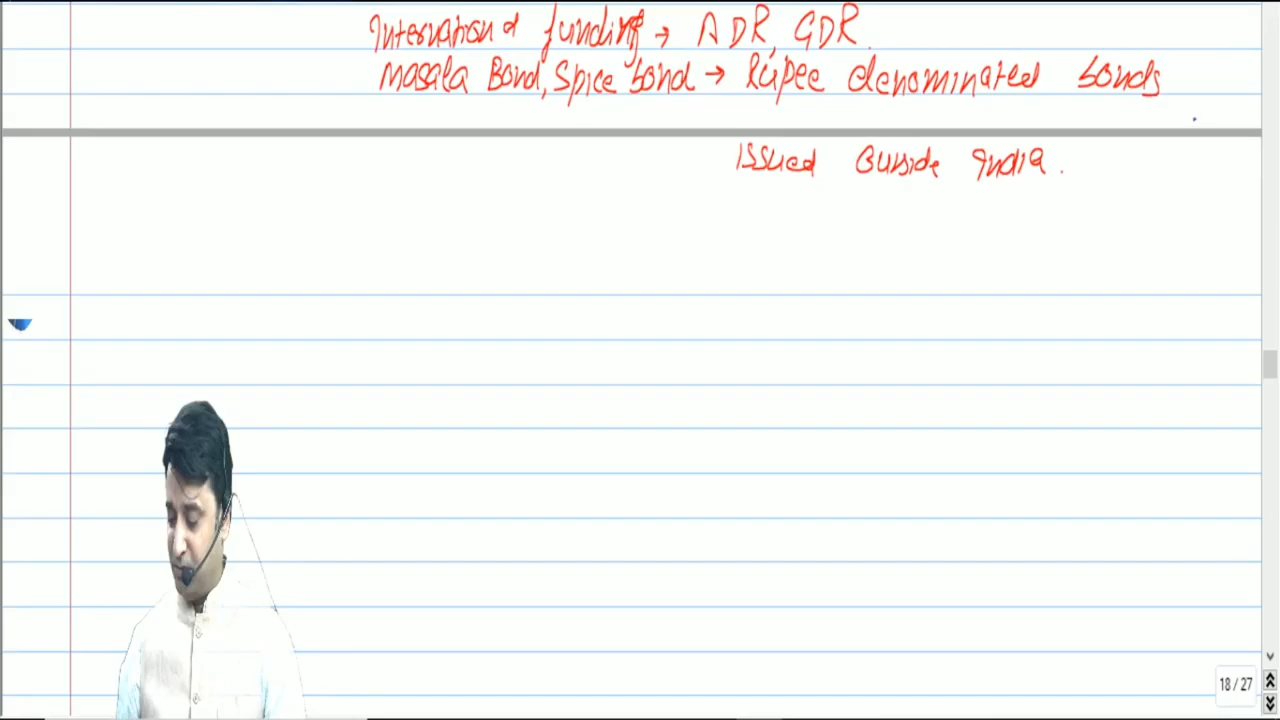 International funding → ADR, GDR.
Masala Bond, Spice bond → Rupee denominated bonds
Issued Outside India.
18 / 27